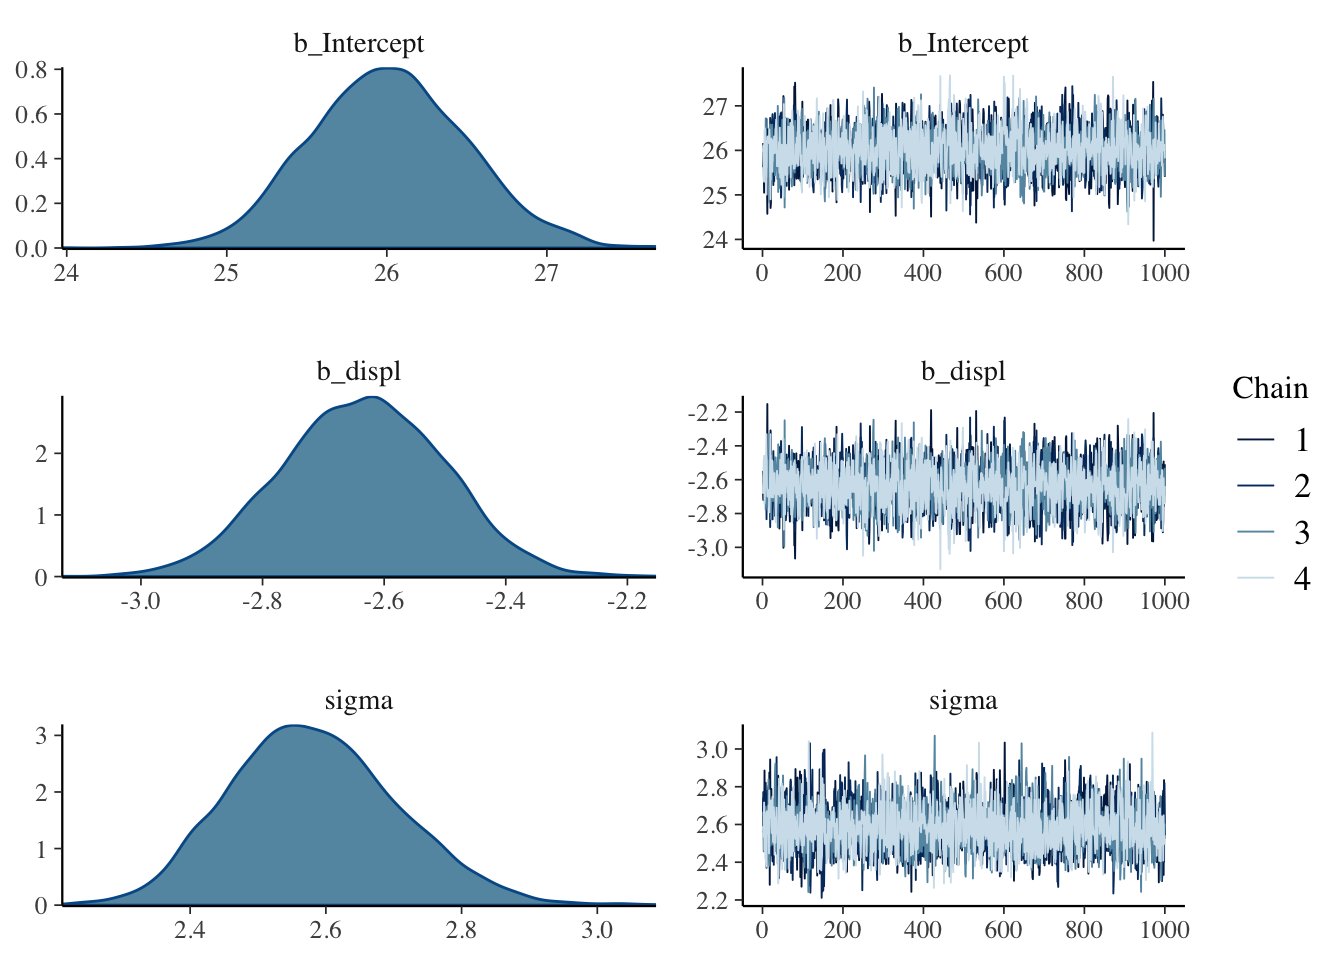 b_Intercept
0.8
0.6
0.4
0.2
0.0
24 25 26 27
b_Intercept
27
26
25
24
0 200 400 600 800 1000
b_displ
2
1
0
-3.0 -2.8 -2.6 -2.4 -2.2
b_displ
-2.2
-2.4
-2.6
-2.8
-3.0
0 200 400 600 800 1000
sigma
3
2
1
0
2.4 2.6 2.8 3.0
sigma
3.0
2.8
2.6
2.4
2.2
0 200 400 600 800 1000
Chain
1
2
3
4